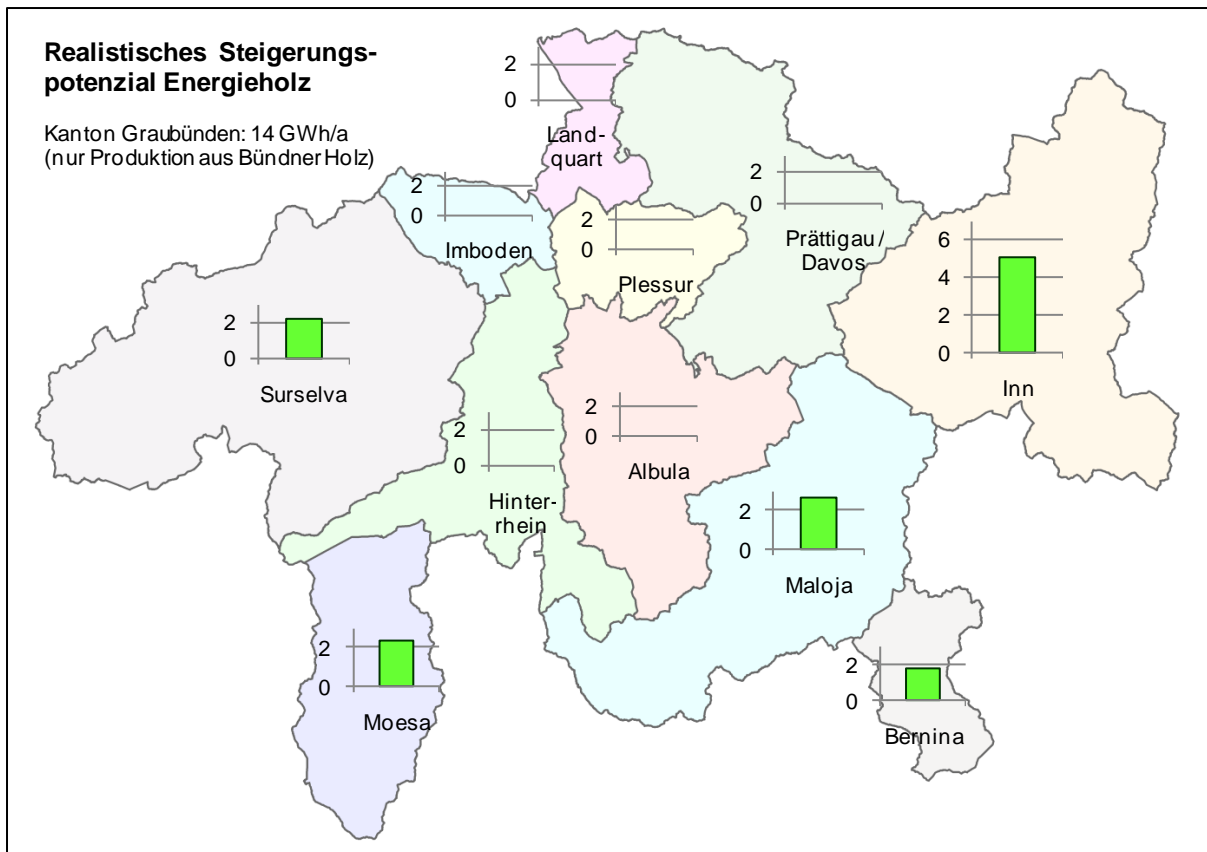 Realistisches Steigerungs-
potenzial Energieholz
Kanton Graubünden: 14 GWh/a
(nur Produktion aus Bündner Holz)
2
0
Land-
quart
2
0
Imboden
2
0
Plessur
2
0
Prättigau/
Davos
6
4
2
0
Inn
2
0
Surselva
2
0
Hinter-
rhein
2
0
Albula
2
0
Maloja
2
0
Moesa
2
0
Bernina